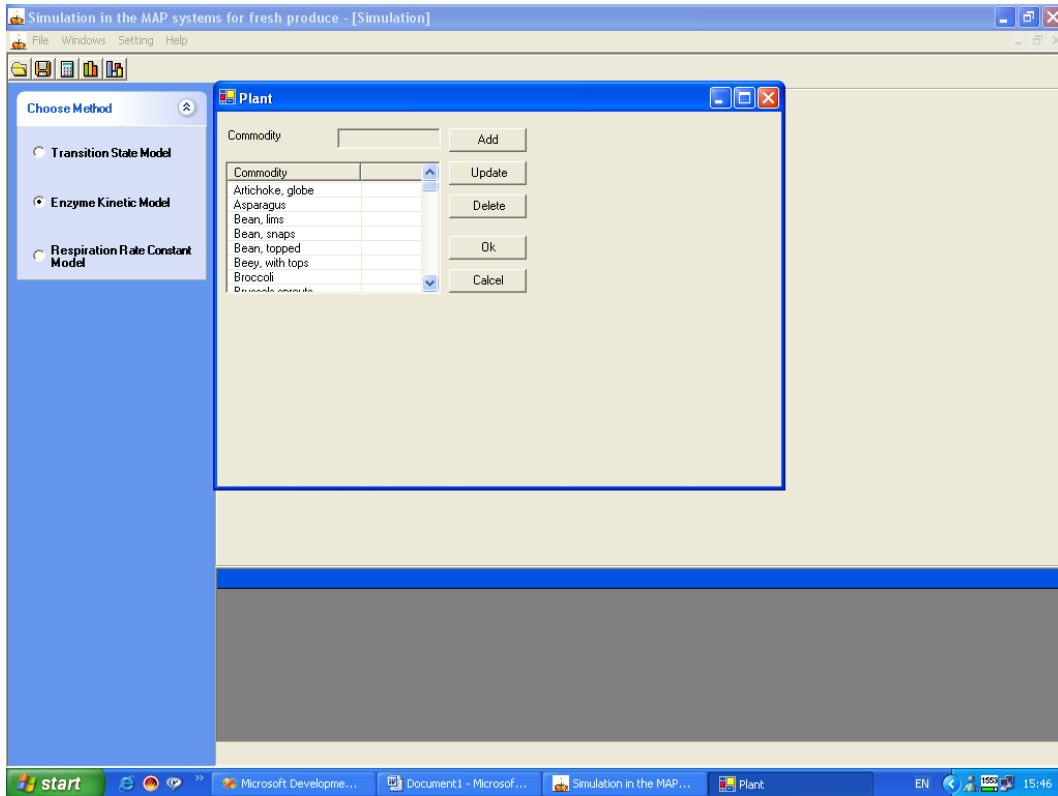 Simulation in the MAP systems for fresh produce - [Simulation]
File Windows Setting Help
Choose Method
Transition State Model
Enzyme Kinetic Model
Respiration Rate Constant
Model
Plant
Commodity
Add
Update
Delete
Ok
Calcel
Commodity
Artichoke, globe
Asparagus
Bean, lims
Bean, snaps
Bean, topped
Beey, with tops
Broccoli
Brussels sprouts
start
Microsoft Developme...
Document1 - Microsof...
Simulation in the MAP...
Plant
EN
1553
15:46